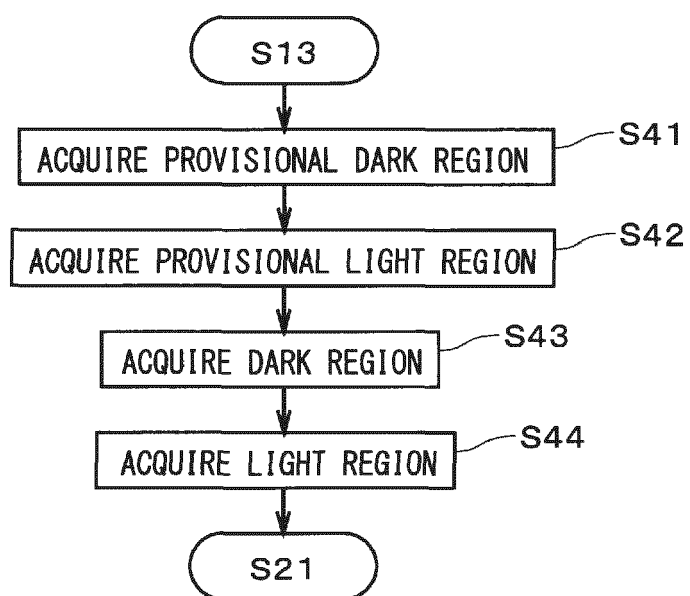 S13
ACQUIRE PROVISIONAL DARK REGION
S41
ACQUIRE PROVISIONAL LIGHT REGION
S42
ACQUIRE DARK REGION
S43
ACQUIRE LIGHT REGION
S44
S21